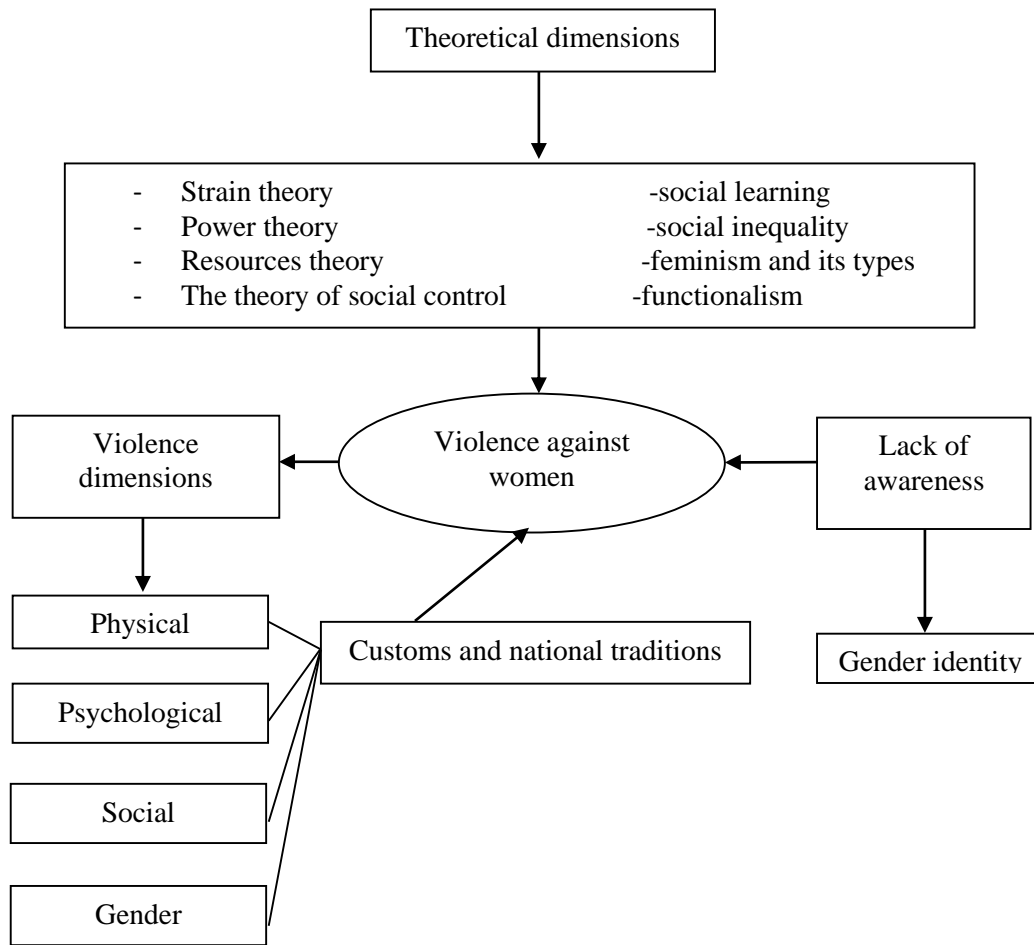 Theoretical dimensions
- Strain theory -social learning
- Power theory -social inequality
- Resources theory -feminism and its types
- The theory of social control -functionalism
Violence
dimensions
Violence against
women
Lack of
awareness
Physical
Customs and national traditions
Gender identity
Psychological
Social
Gender